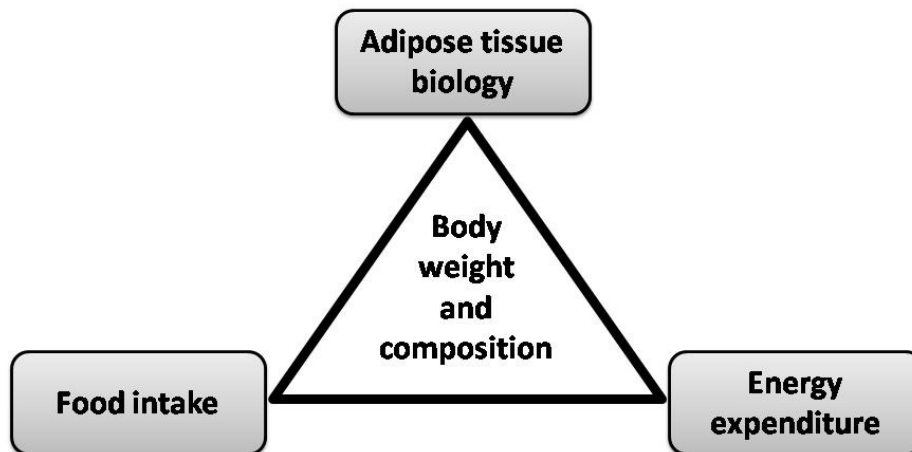 Adipose tissue
biology
Body
weight
and
composition
Food intake
Energy
expenditure